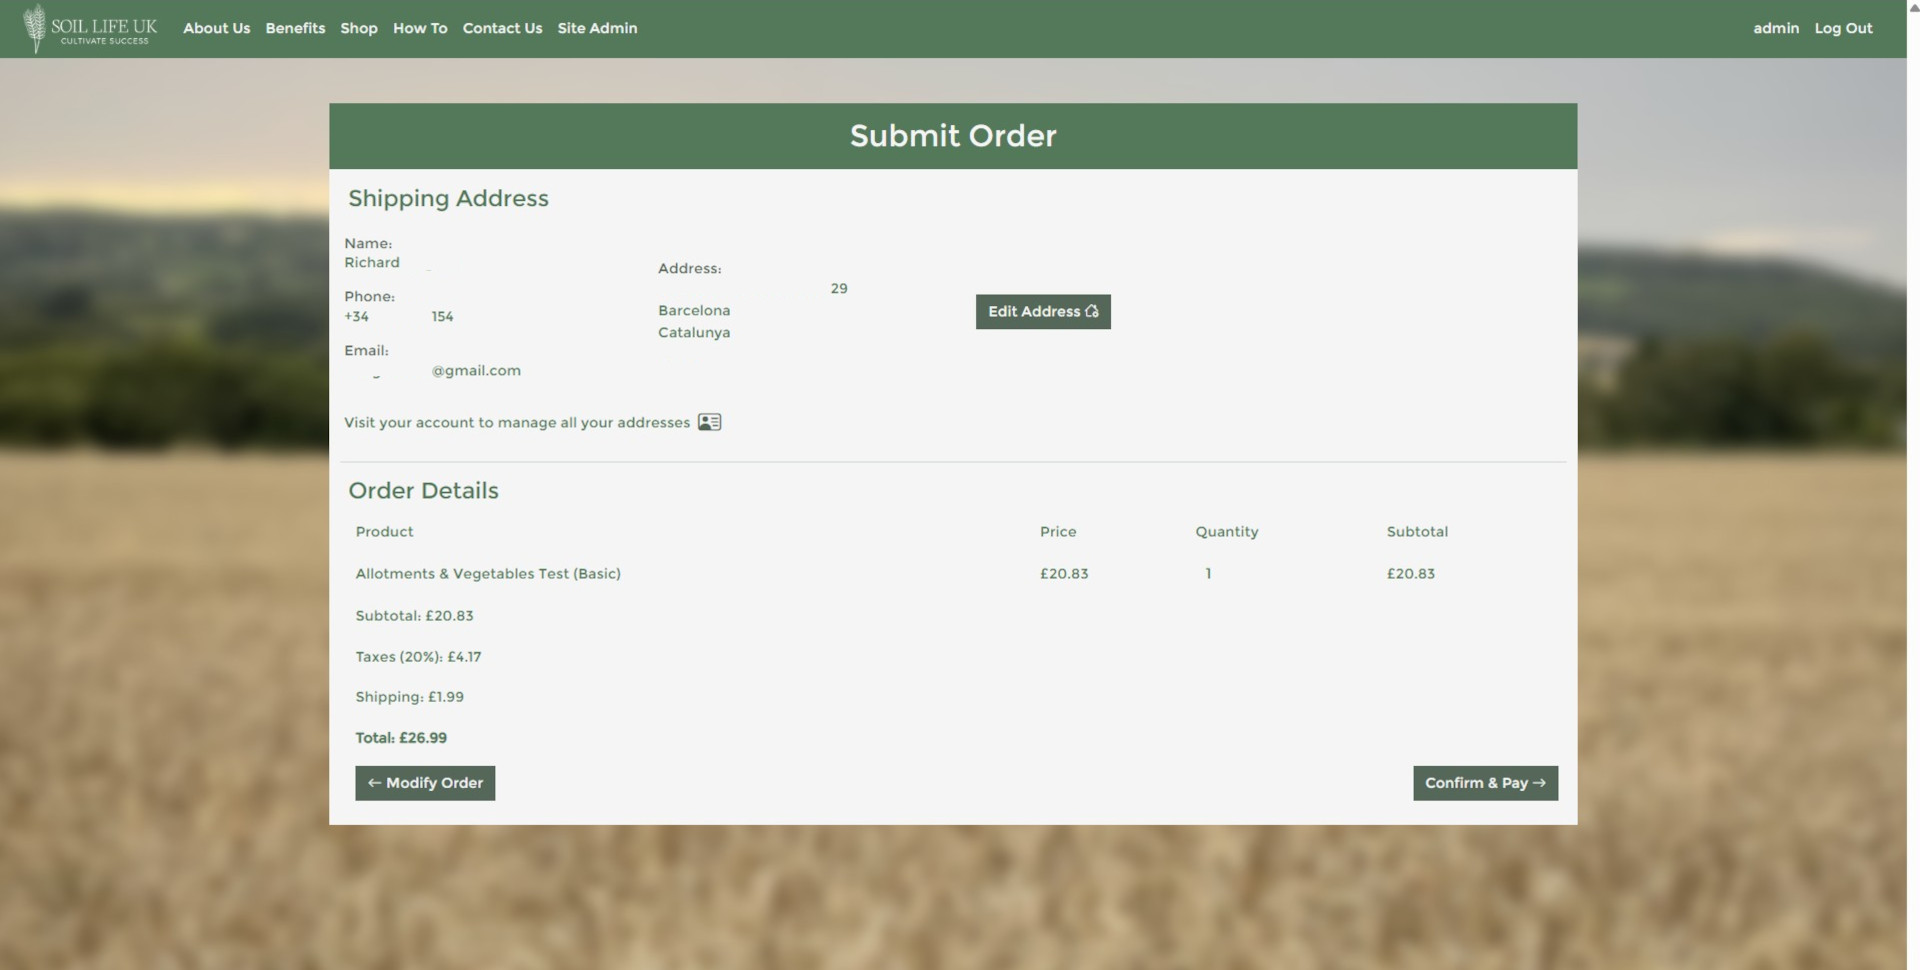 SOIL LIFE UK
CULTIVATE SUCCESS
About Us Benefits Shop How To Contact Us Site Admin
admin Log Out
Submit Order
Shipping Address
Name:
Richard
Phone:
+34 154
Email:
@gmail.com
Address:
29
Barcelona
Catalunya
Edit Address
Visit your account to manage all your addresses
Order Details
Product Price Quantity Subtotal
Allotments & Vegetables Test (Basic) £20.83 1 £20.83
Subtotal: £20.83
Taxes (20%): £4.17
Shipping: £1.99
Total: £26.99
← Modify Order
Confirm & Pay →